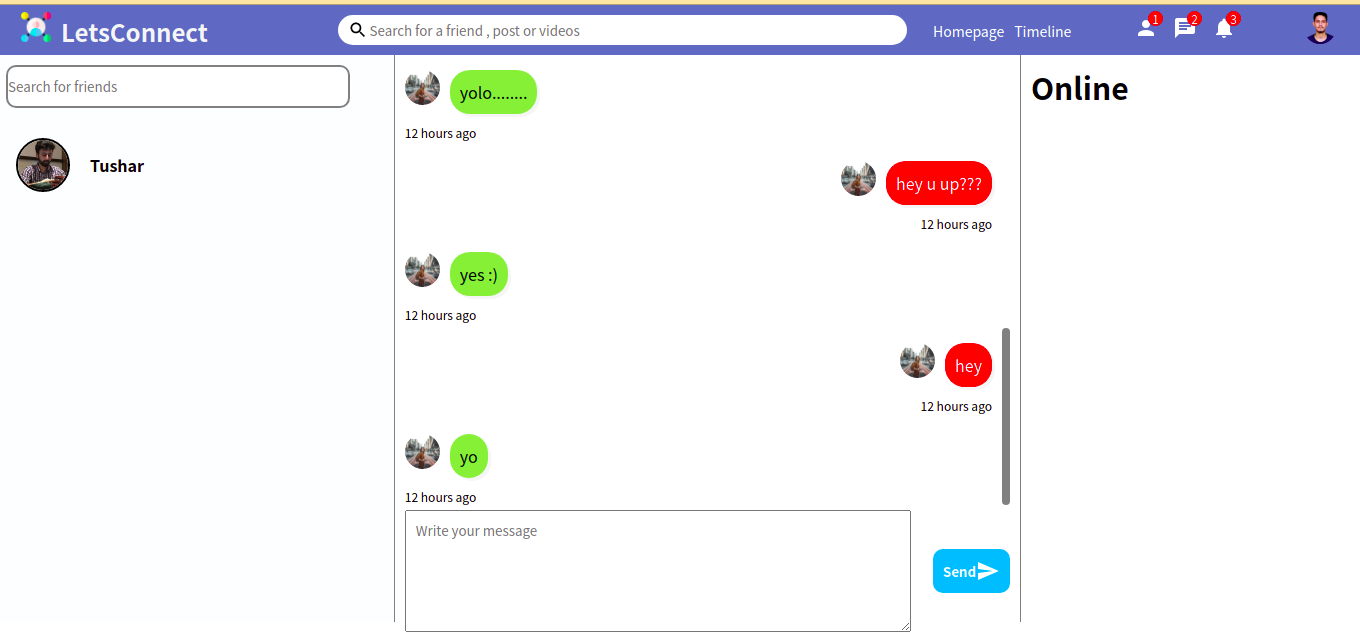 LetsConnect
Search for a friend , post or videos
Homepage Timeline
1
2
3
Search for friends
Tushar
yolo........
12 hours ago
hey u up???
12 hours ago
yes :)
12 hours ago
hey
12 hours ago
yo
12 hours ago
Write your message
Send
Online